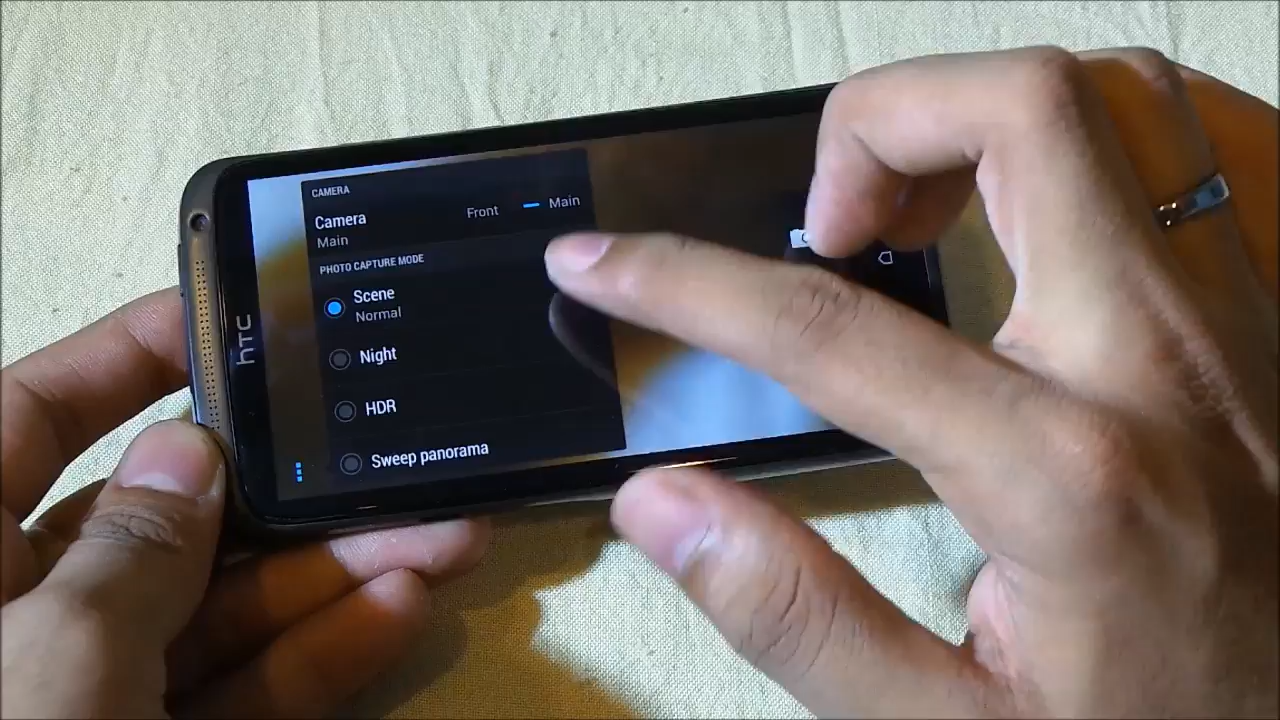 CAMERA
Camera
Main
Front
Main
PHOTO CAPTURE MODE
Scene
Normal
Night
HDR
Sweep panorama
hTC